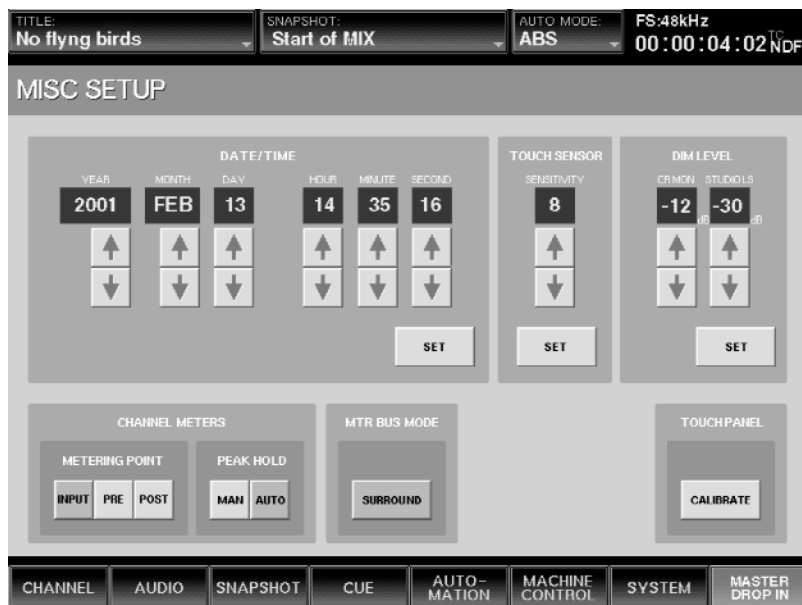 TITLE:
No flyng birds
SNAPSHOT:
Start of MIX
AUTO MODE:
ABS
FS:48kHz
00:00:04:02 TC NDF
MISC SETUP
DATE/TIME
YEAR MONTH DAY HOUR MINUTE SECOND
2001 FEB 13 14 35 16
SET
TOUCH SENSOR
SENSITIVITY
8
SET
DIM LEVEL
CR MON STUDIO LS
-12 dB -30 dB
SET
CHANNEL METERS
METERING POINT
INPUT PRE POST
PEAK HOLD
MAN AUTO
MTR BUS MODE
SURROUND
TOUCH PANEL
CALIBRATE
CHANNEL
AUDIO
SNAPSHOT
CUE
AUTO-
MATION
MACHINE
CONTROL
SYSTEM
MASTER
DROP IN